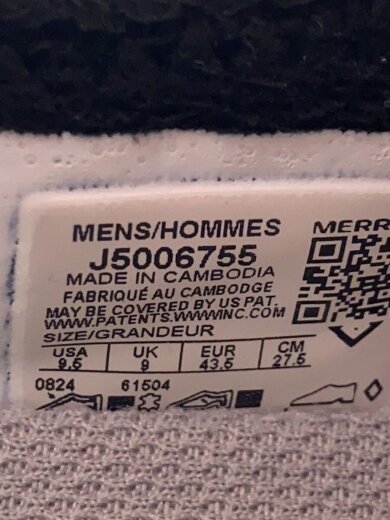 MENS/HOMMES
MERR
J5006755
MADE IN CAMBODIA
FABRIQUÉ AU CAMBODGE
MAY BE COVERED BY US PAT.
WWW.PATENTS.WWWINC.COM
SIZE/GRANDEUR
USA UK EUR CM
9.5 9 43.5 27.5
0824 61504